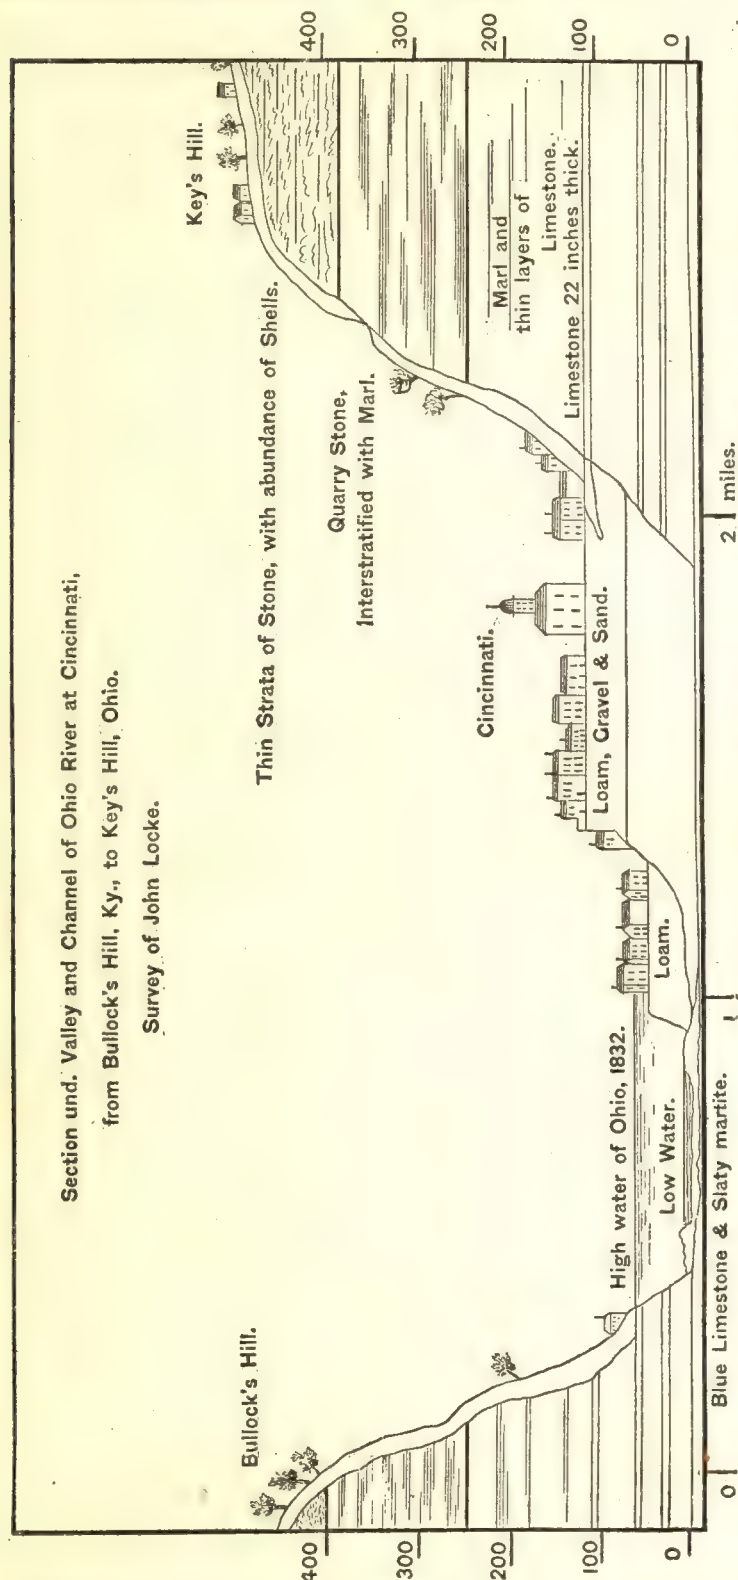 Section und. Valley and Channel of Ohio River at Cincinnati,
from Bullock's Hill, Ky., to Key's Hill, Ohio.
Survey of John Locke.
Bullock's Hill.
Key's Hill.
Thin Strata of Stone, with abundance of Shells.
Quarry Stone,
Interstratified with Marl.
Marl and
thin layers of
Limestone.
Limestone 22 inches thick.
Cincinnati.
Loam, Gravel & Sand.
Loam.
High water of Ohio, 1832.
Low Water.
Blue Limestone & Slaty martite.
400
300
200
100
0
400
300
200
100
0
0
1
2 miles.